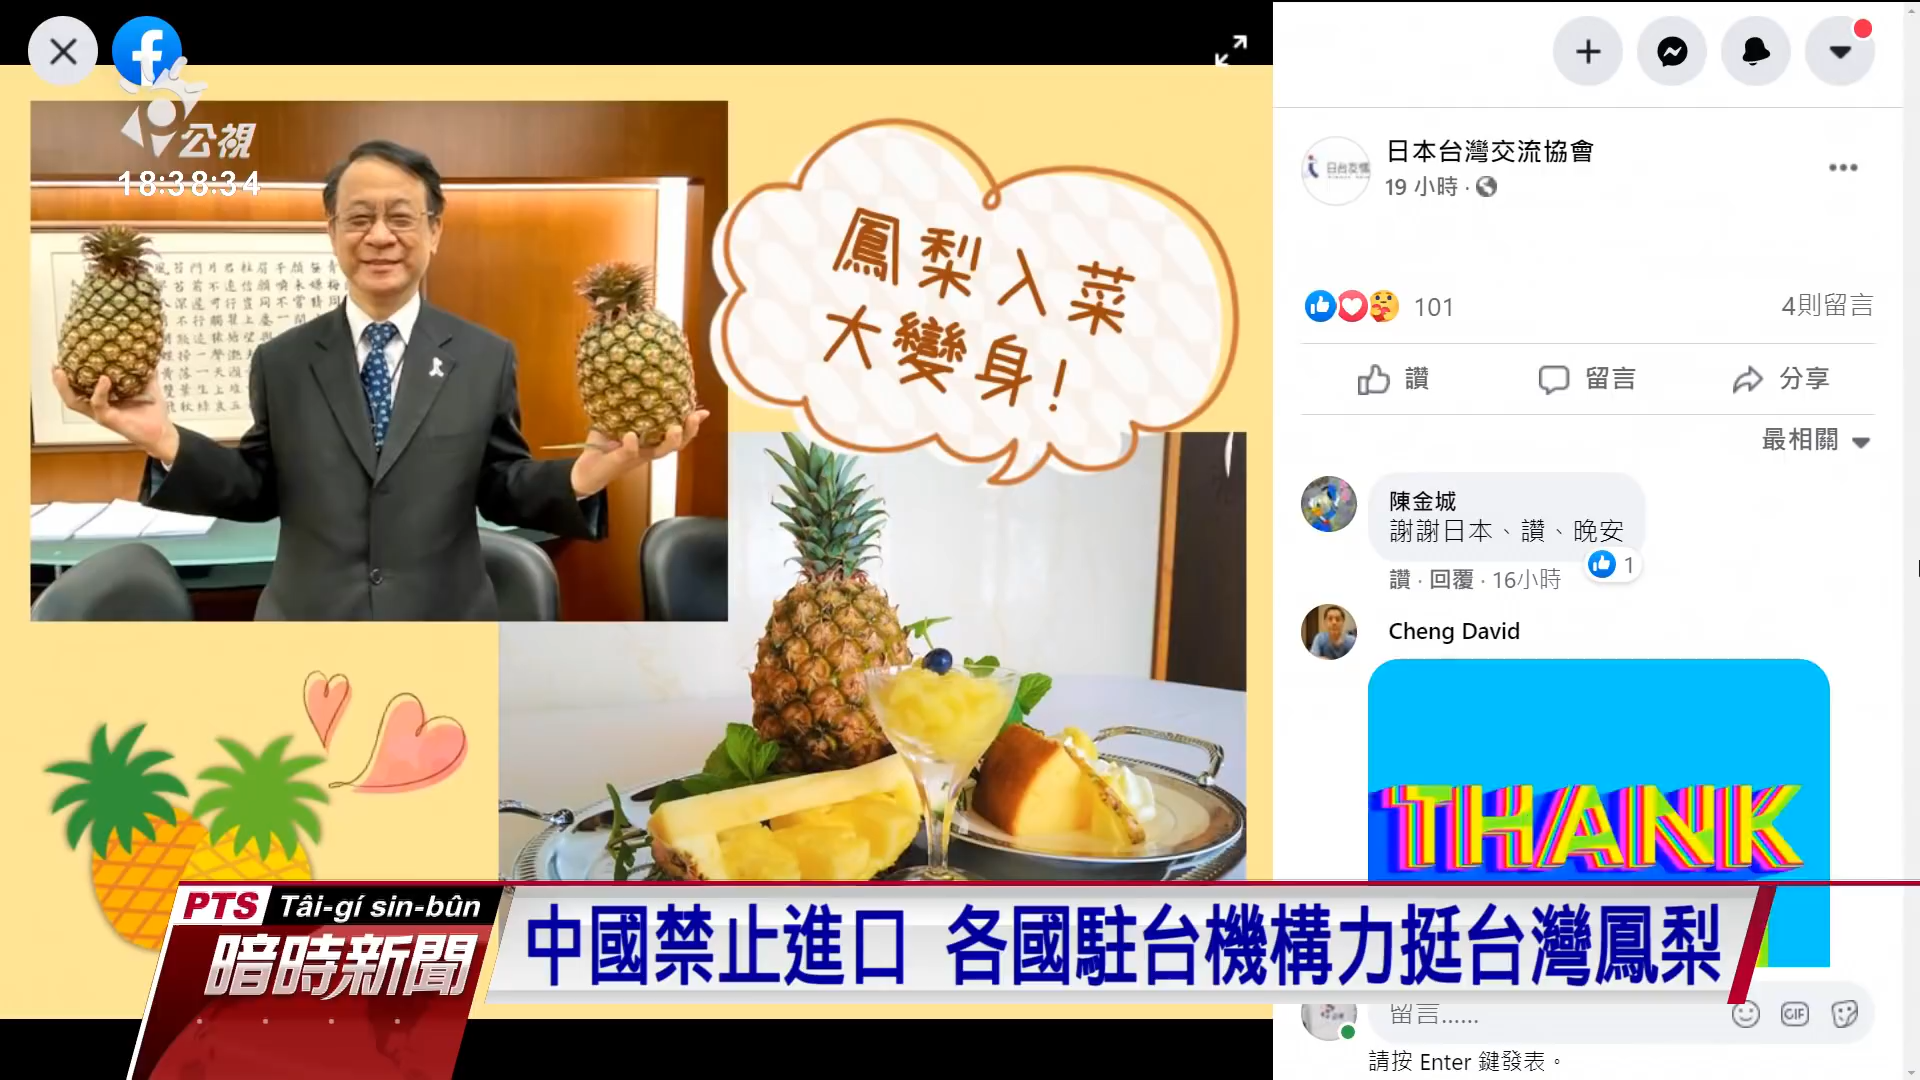 公視
18:38:34
鳳梨入菜
大變身!
日本台灣交流協會
19 小時 ·
101
4則留言
讚
留言
分享
最相關
陳金城
謝謝日本、讚、晚安
讚 · 回覆 · 16小時
1
Cheng David
THANK
PTS Tâi-gí sin-bûn
暗時新聞
中國禁止進口 各國駐台機構力挺台灣鳳梨
留言......
GIF
請按 Enter 鍵發表。